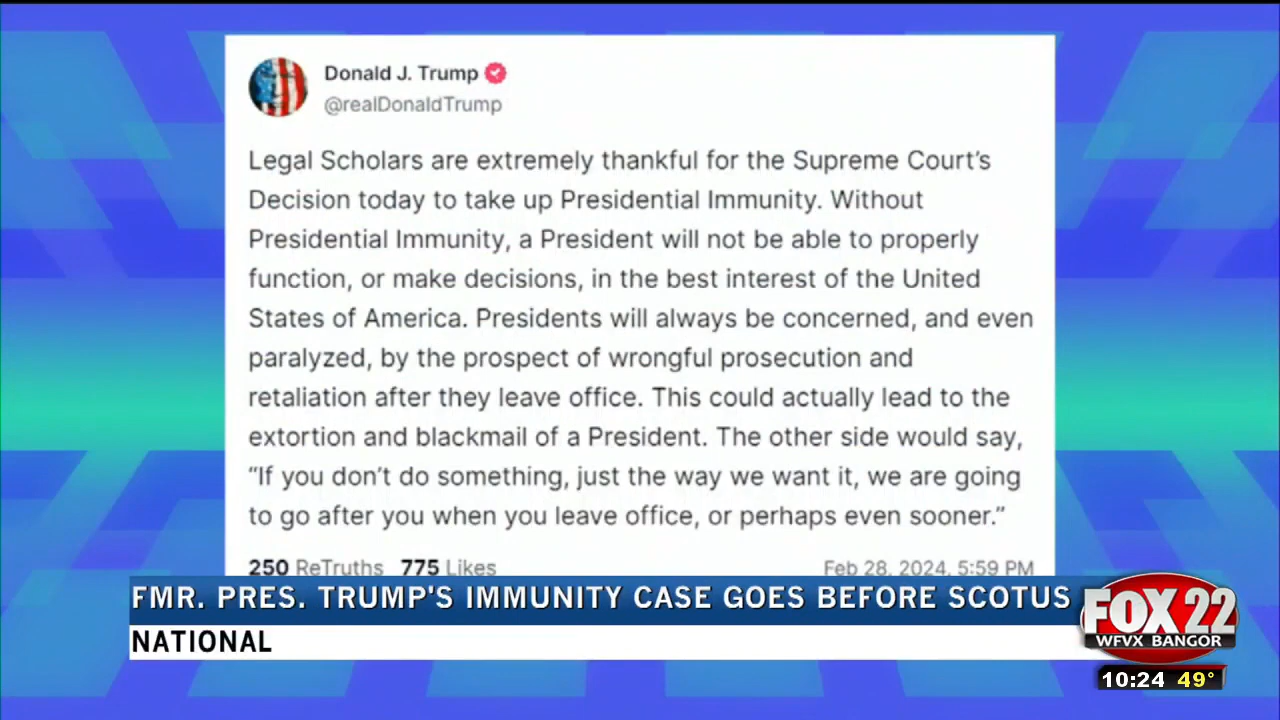 Donald J. Trump
@realDonaldTrump
Legal Scholars are extremely thankful for the Supreme Court's
Decision today to take up Presidential Immunity. Without
Presidential Immunity, a President will not be able to properly
function, or make decisions, in the best interest of the United
States of America. Presidents will always be concerned, and even
paralyzed, by the prospect of wrongful prosecution and
retaliation after they leave office. This could actually lead to the
extortion and blackmail of a President. The other side would say,
“If you don't do something, just the way we want it, we are going
to go after you when you leave office, or perhaps even sooner.”
250 ReTruths 775 Likes Feb 28, 2024, 5:59 PM
FMR. PRES. TRUMP'S IMMUNITY CASE GOES BEFORE SCOTUS
NATIONAL
FOX 22
WFVX BANGOR
10:24 49°